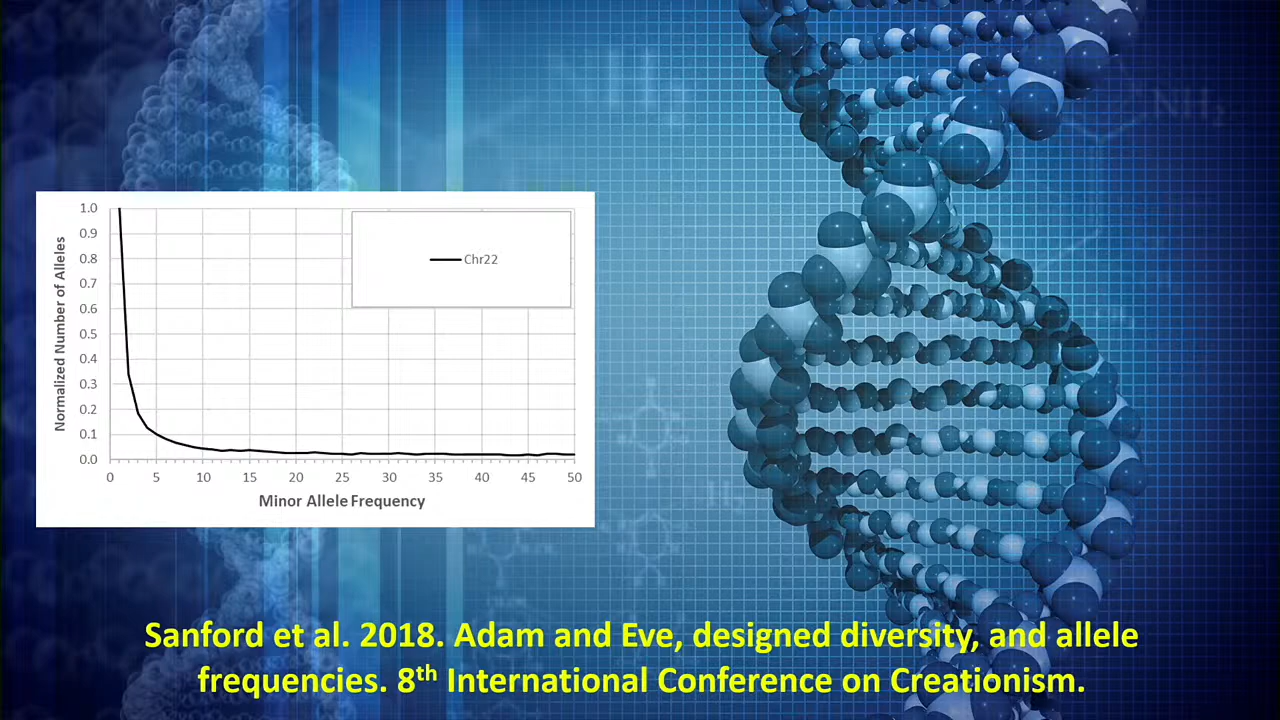 1.0
0.9
0.8
0.7
0.6
0.5
0.4
0.3
0.2
0.1
0.0
Normalized Number of Alleles
Chr22
0 5 10 15 20 25 30 35 40 45 50
Minor Allele Frequency
NH₂
Sanford et al. 2018. Adam and Eve, designed diversity, and allele
frequencies. 8th International Conference on Creationism.